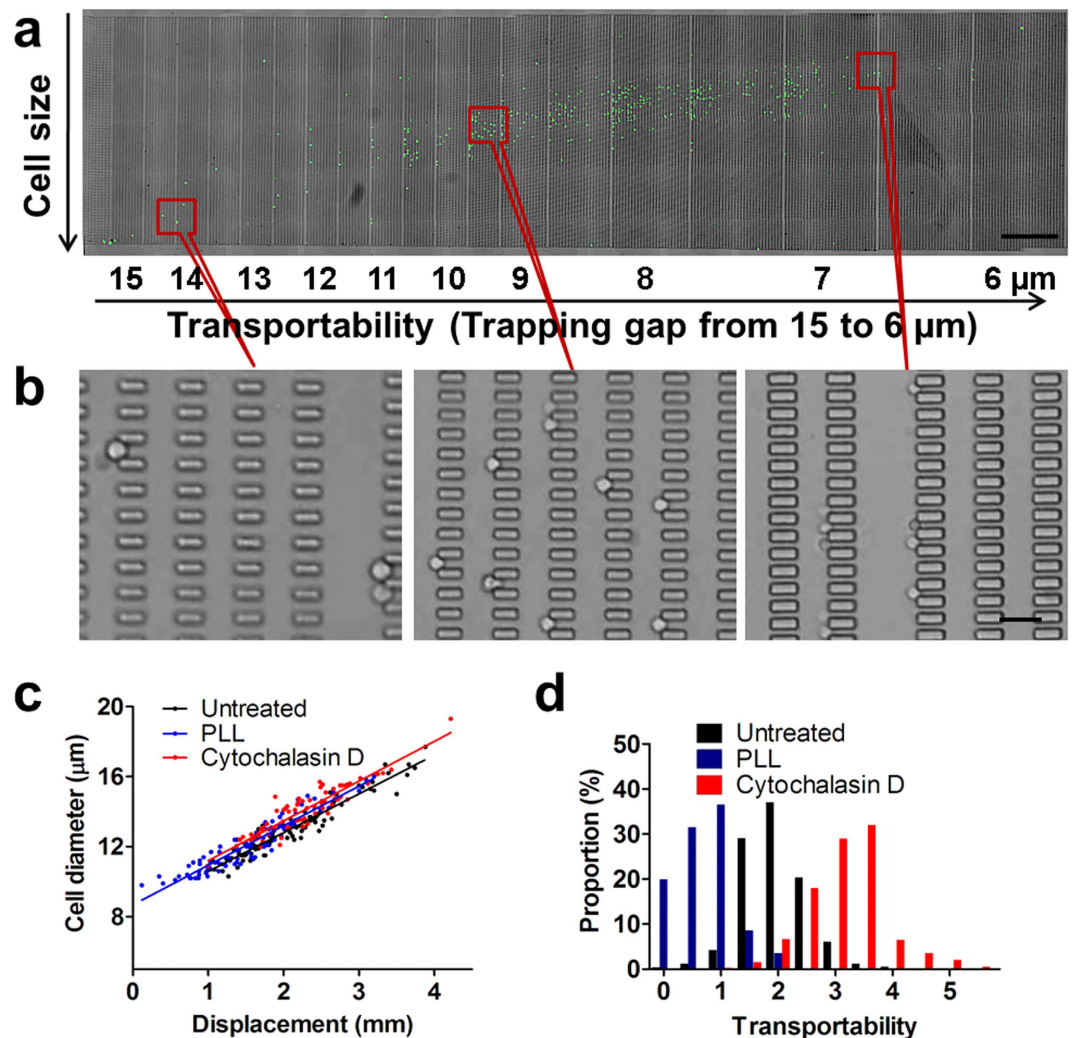 a
Cell size
15 14 13 12 11 10 9 8 7 6 µm
Transportability (Trapping gap from 15 to 6 µm)
b
c
Untreated
PLL
Cytochalasin D
20
16
12
8
Cell diameter (µm)
0 1 2 3 4
Displacement (mm)
d
Untreated
PLL
Cytochalasin D
50
40
30
20
10
0
Proportion (%)
0 1 2 3 4 5
Transportability